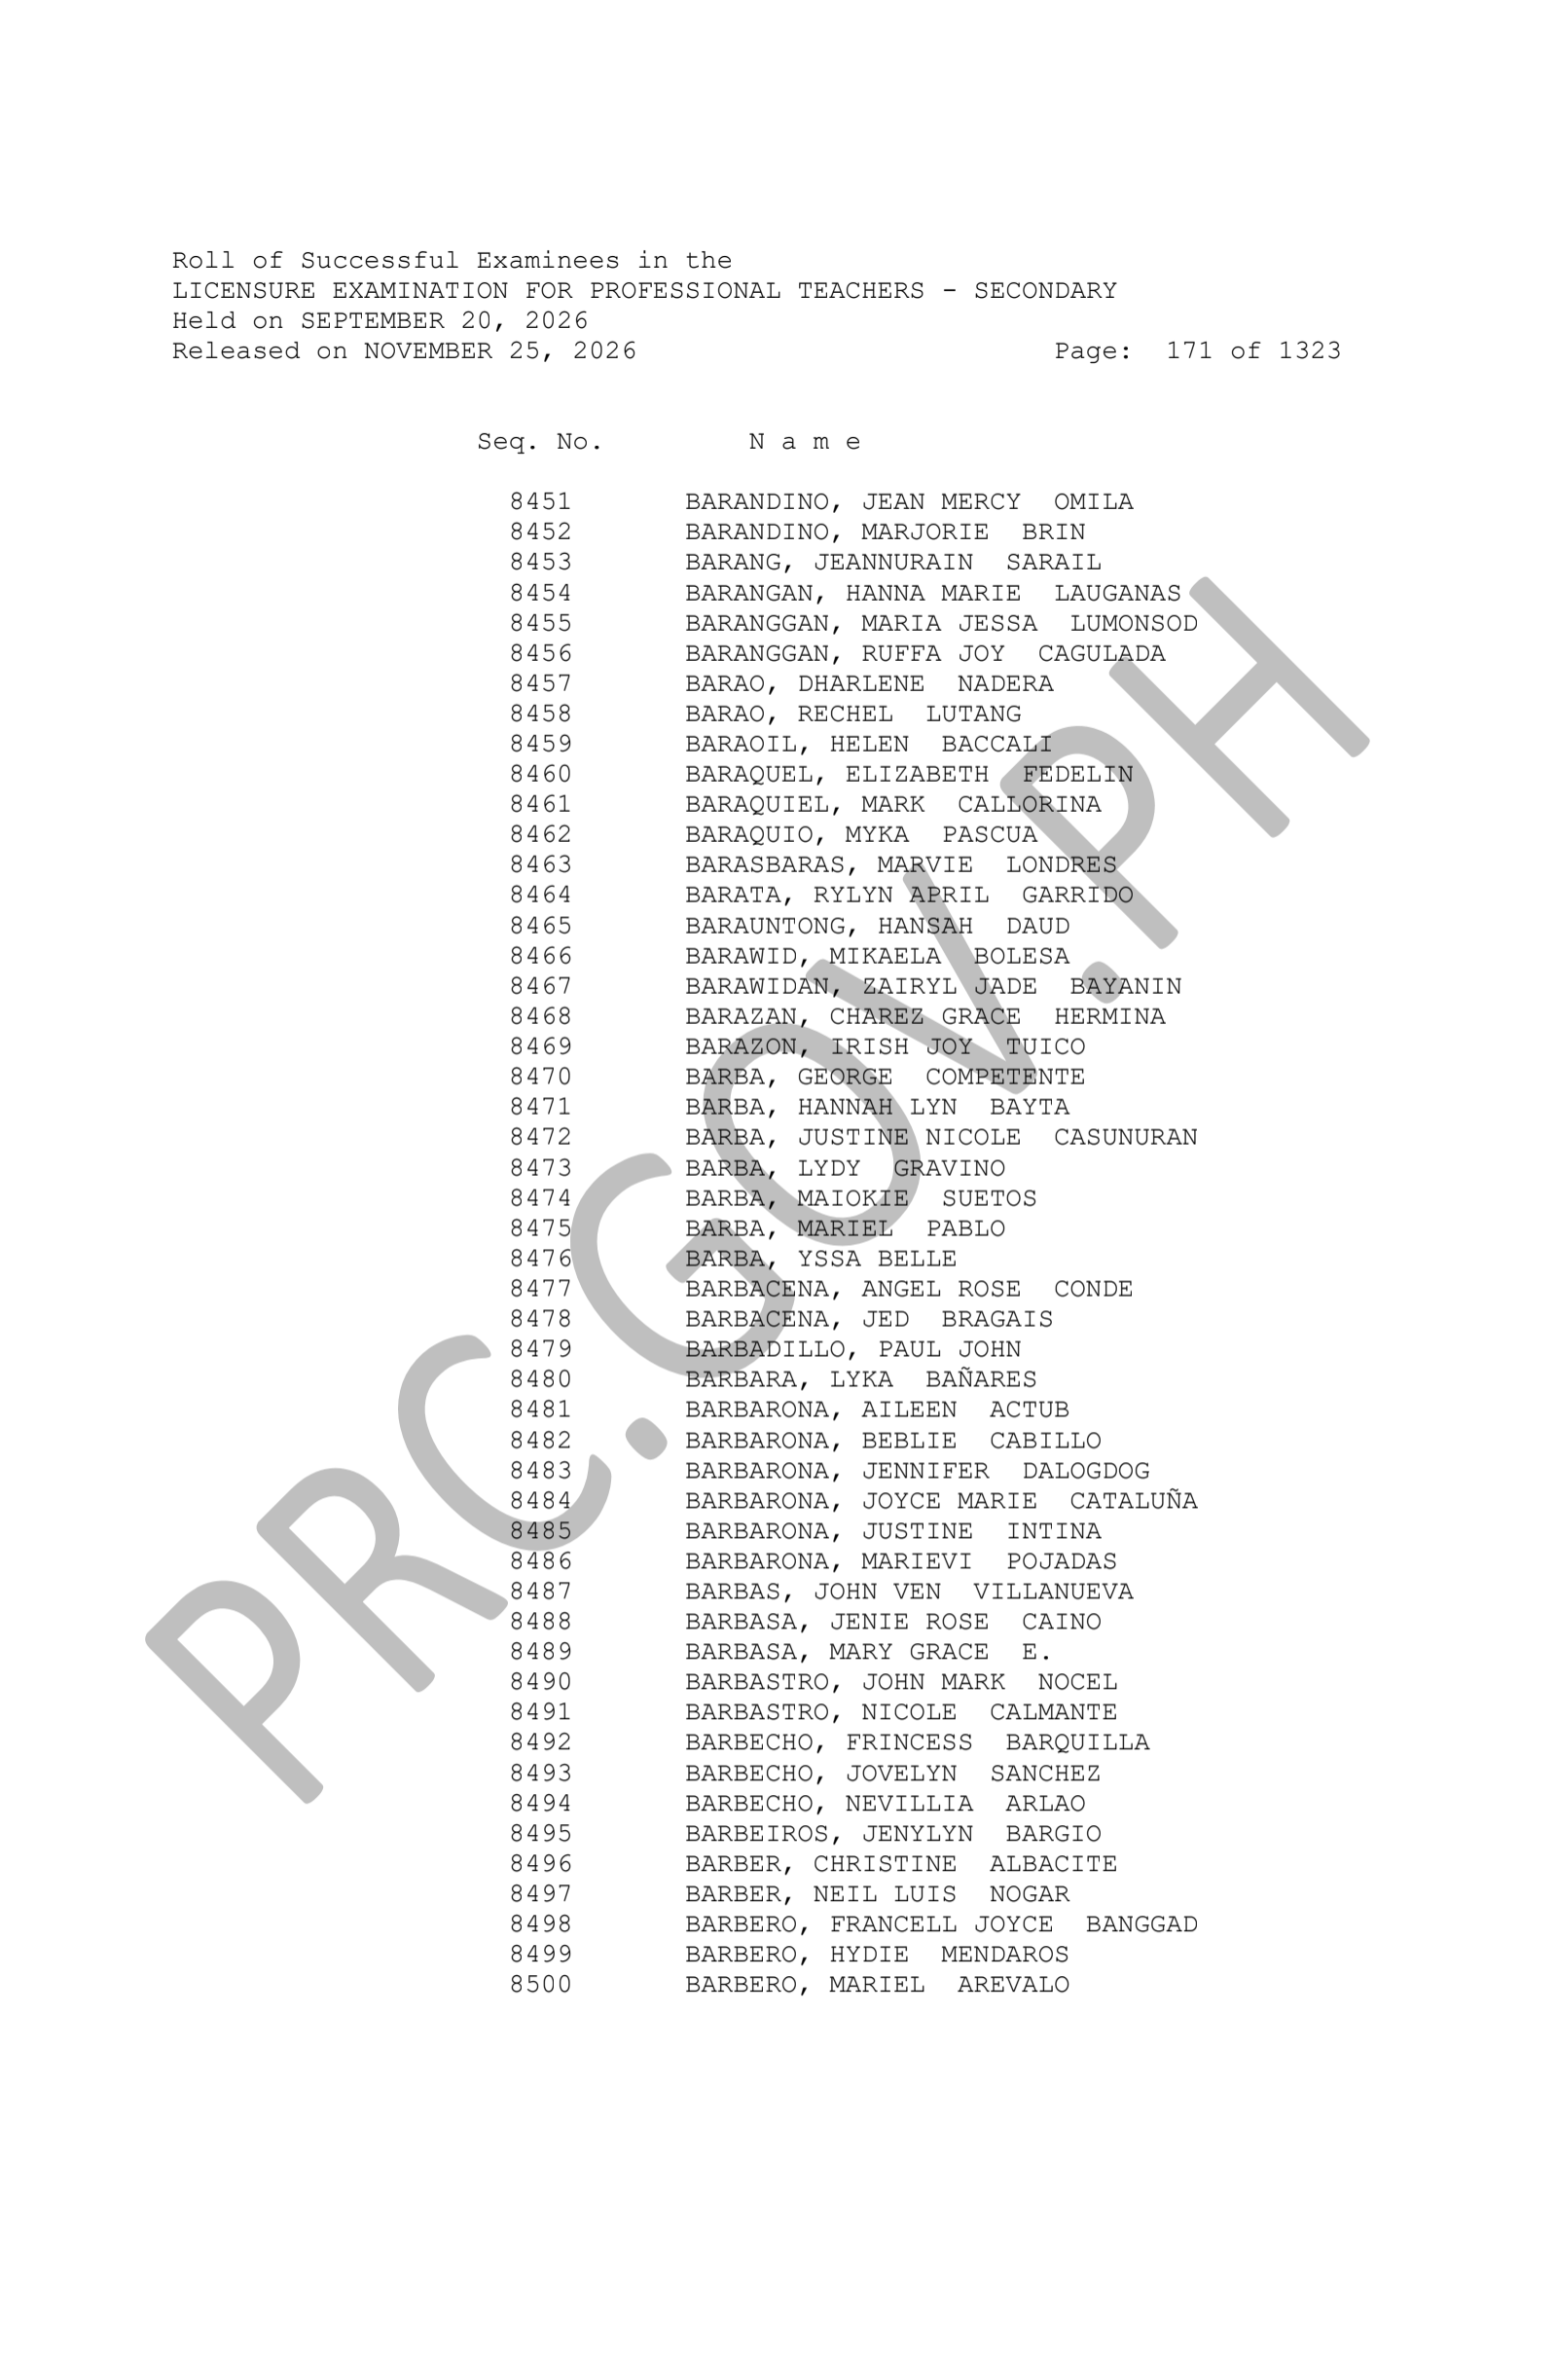 Roll of Successful Examinees in the
LICENSURE EXAMINATION FOR PROFESSIONAL TEACHERS - SECONDARY
Held on SEPTEMBER 20, 2026
Released on NOVEMBER 25, 2026 Page: 171 of 1323
Seq. No. N a m e
8451 BARANDINO, JEAN MERCY OMILA
8452 BARANDINO, MARJORIE BRIN
8453 BARANG, JEANNURAIN SARAIL
8454 BARANGAN, HANNA MARIE LAUGANAS
8455 BARANGGAN, MARIA JESSA LUMONSOD
8456 BARANGGAN, RUFFA JOY CAGULADA
8457 BARAO, DHARLENE NADERA
8458 BARAO, RECHEL LUTANG
8459 BARAOIL, HELEN BACCALI
8460 BARAQUEL, ELIZABETH FEDELIN
8461 BARAQUIEL, MARK CALLORINA
8462 BARAQUIO, MYKA PASCUA
8463 BARASBARAS, MARVIE LONDRES
8464 BARATA, RYLYN APRIL GARRIDO
8465 BARAUNTONG, HANSAH DAUD
8466 BARAWID, MIKAELA BOLESA
8467 BARAWIDAN, ZAIRYL JADE BAYANIN
8468 BARAZAN, CHAREZ GRACE HERMINA
8469 BARAZON, IRISH JOY TUICO
8470 BARBA, GEORGE COMPETENTE
8471 BARBA, HANNAH LYN BAYTA
8472 BARBA, JUSTINE NICOLE CASUNURAN
8473 BARBA, LYDY GRAVINO
8474 BARBA, MAIOKIE SUETOS
8475 BARBA, MARIEL PABLO
8476 BARBA, YSSA BELLE
8477 BARBACENA, ANGEL ROSE CONDE
8478 BARBACENA, JED BRAGAIS
8479 BARBADILLO, PAUL JOHN
8480 BARBARA, LYKA BAÑARES
8481 BARBARONA, AILEEN ACTUB
8482 BARBARONA, BEBLIE CABILLO
8483 BARBARONA, JENNIFER DALOGDOG
8484 BARBARONA, JOYCE MARIE CATALUÑA
8485 BARBARONA, JUSTINE INTINA
8486 BARBARONA, MARIEVI POJADAS
8487 BARBAS, JOHN VEN VILLANUEVA
8488 BARBASA, JENIE ROSE CAINO
8489 BARBASA, MARY GRACE E.
8490 BARBASTRO, JOHN MARK NOCEL
8491 BARBASTRO, NICOLE CALMANTE
8492 BARBECHO, FRINCESS BARQUILLA
8493 BARBECHO, JOVELYN SANCHEZ
8494 BARBECHO, NEVILLIA ARLAO
8495 BARBEIROS, JENYLYN BARGIO
8496 BARBER, CHRISTINE ALBACITE
8497 BARBER, NEIL LUIS NOGAR
8498 BARBERO, FRANCELL JOYCE BANGGAD
8499 BARBERO, HYDIE MENDAROS
8500 BARBERO, MARIEL AREVALO
PRC.GOV.PH